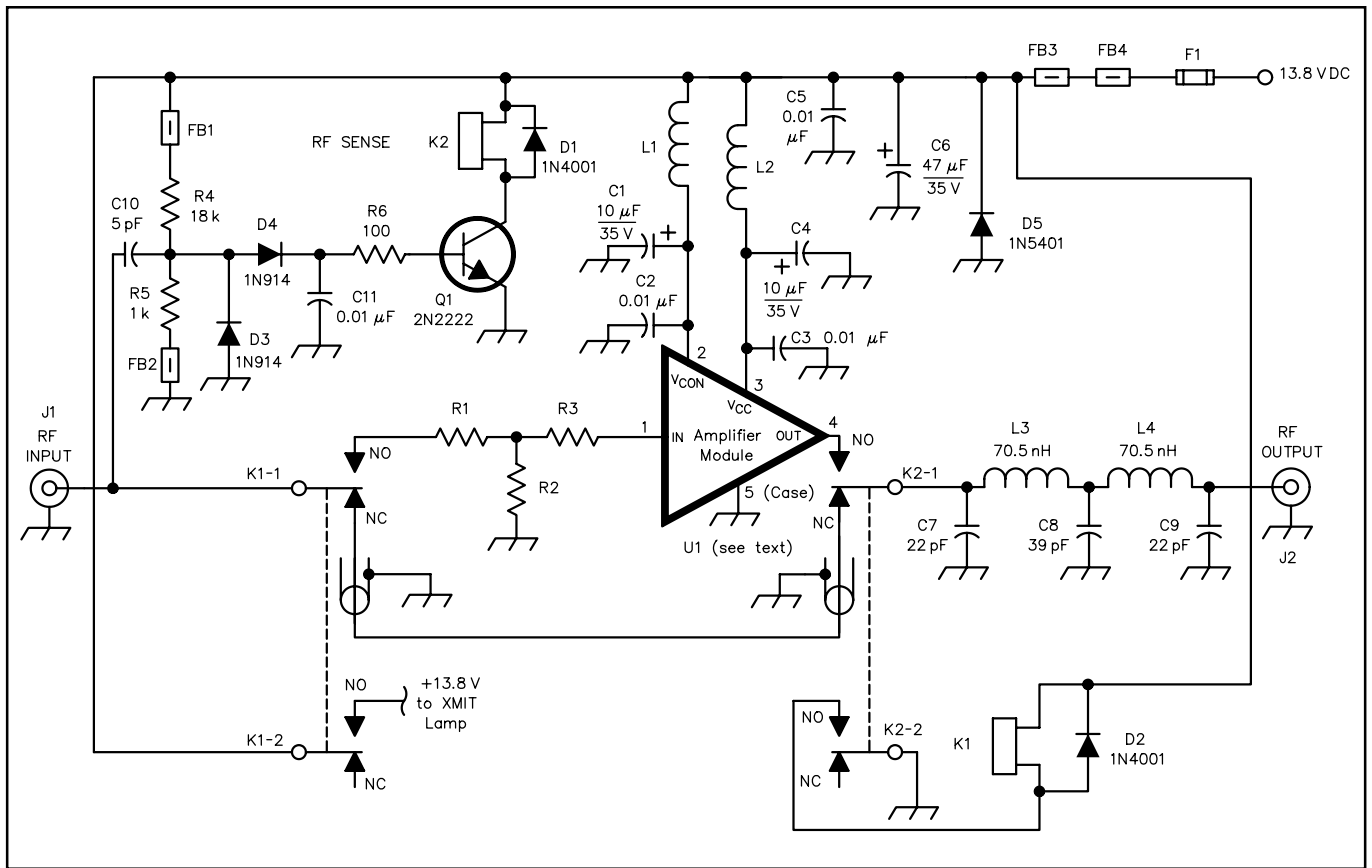 FB3
FB4
F1
13.8 VDC
FB1
RF SENSE
K2
D1
1N4001
L1
L2
C5
0.01
µF
C6
47 µF
35 V
D5
1N5401
C10
5 pF
R4
18 k
D4
1N914
R6
100
C1
10 µF
35 V
C4
10 µF
35 V
R5
1 k
D3
1N914
C11
0.01 µF
Q1
2N2222
C2
0.01 µF
C3 0.01 µF
FB2
2
VCON
3
VCC
J1
RF
INPUT
R1
R3
1
IN
Amplifier
Module
OUT
4
NO
NO
L3
70.5 nH
L4
70.5 nH
RF
OUTPUT
K1-1
R2
5 (Case)
K2-1
NC
NC
U1 (see text)
C7
22 pF
C8
39 pF
C9
22 pF
J2
NO
+13.8 V
to XMIT
Lamp
K1-2
NC
NO
K2-2
NC
K1
D2
1N4001